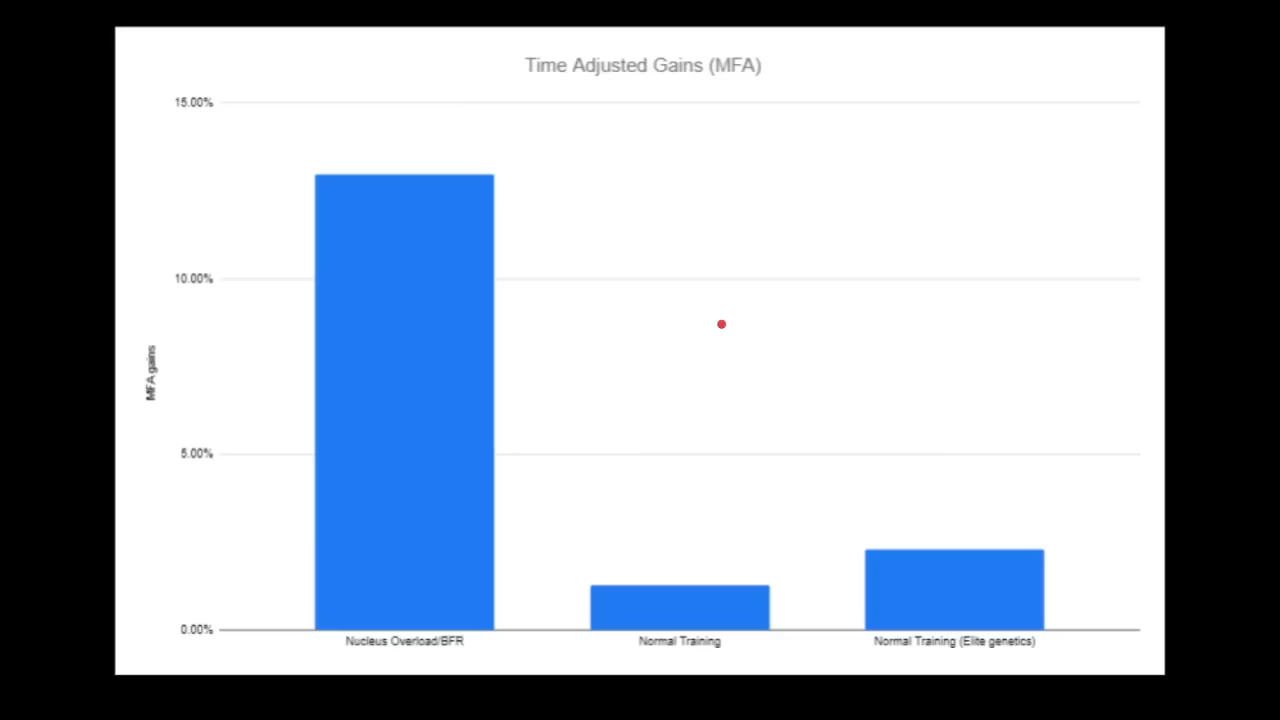 Time Adjusted Gains (MFA)
15.00%
10.00%
5.00%
0.00%
MFA gains
Nucleus Overload/BFR
Normal Training
Normal Training (Elite genetics)